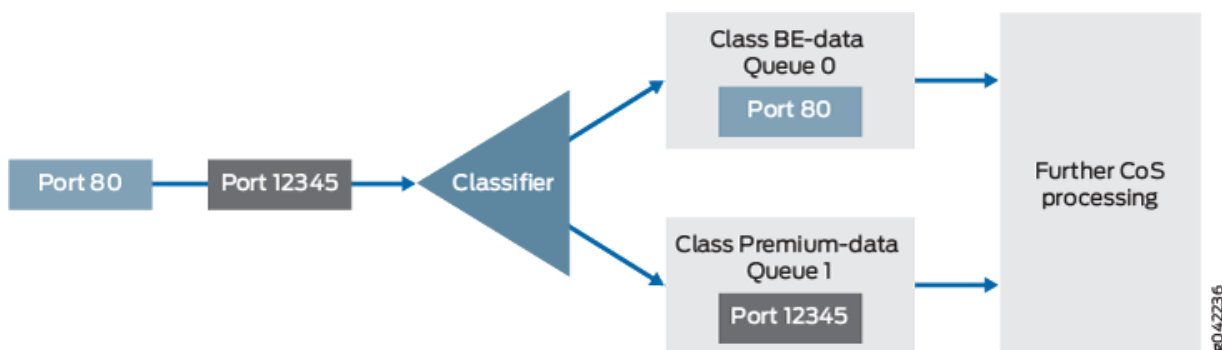 Port 80
Port 12345
Classifier
Class BE-data
Queue 0
Port 80
Class Premium-data
Queue 1
Port 12345
Further CoS
processing
g042236